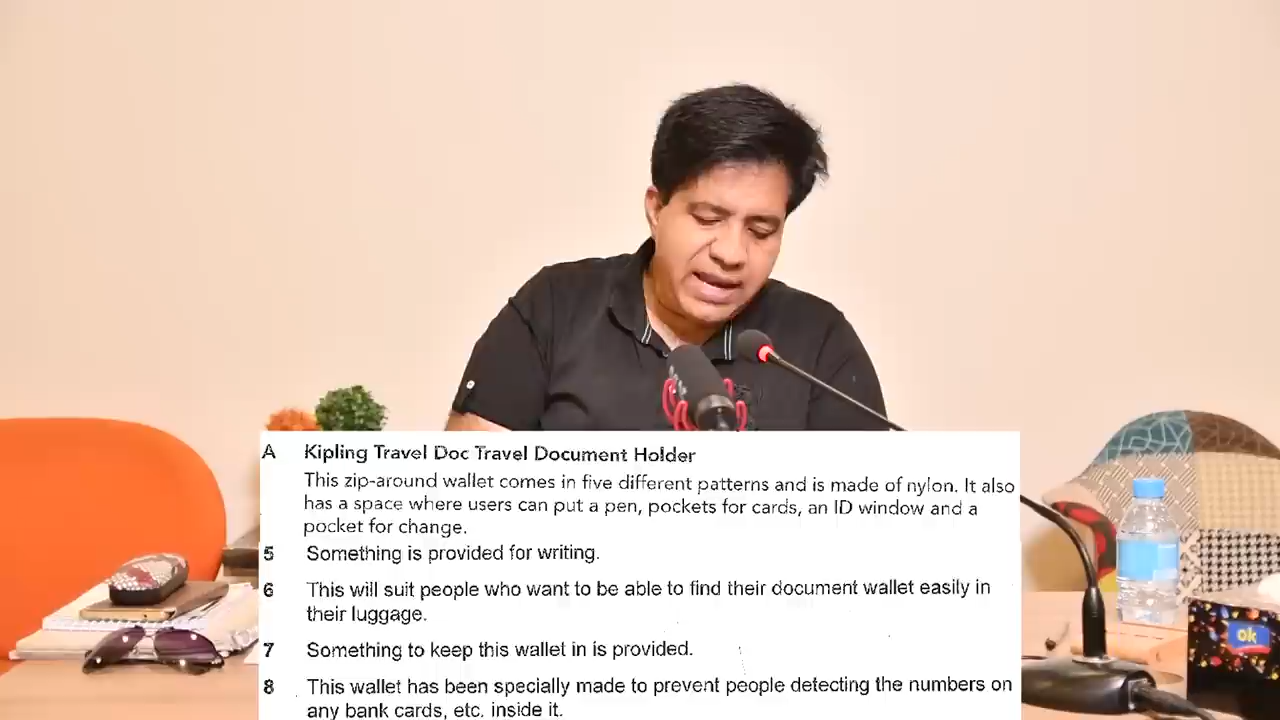 A Kipling Travel Doc Travel Document Holder
This zip-around wallet comes in five different patterns and is made of nylon. It also
has a space where users can put a pen, pockets for cards, an ID window and a
pocket for change.
5 Something is provided for writing.
6 This will suit people who want to be able to find their document wallet easily in
their luggage.
7 Something to keep this wallet in is provided.
8 This wallet has been specially made to prevent people detecting the numbers on
any bank cards, etc. inside it.
ok